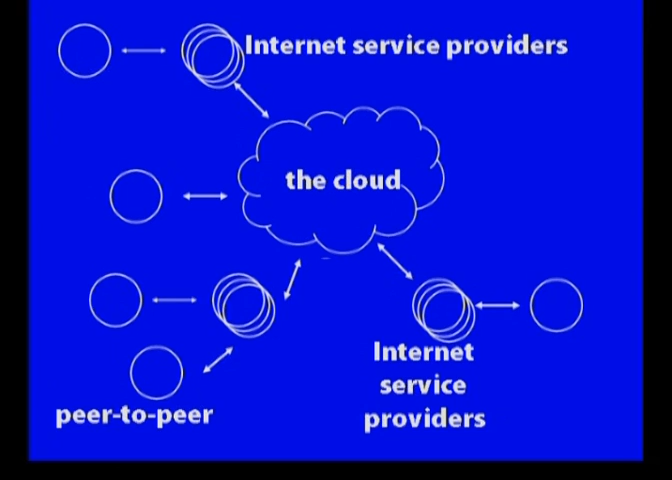 Internet service providers
the cloud
Internet
service
providers
peer-to-peer